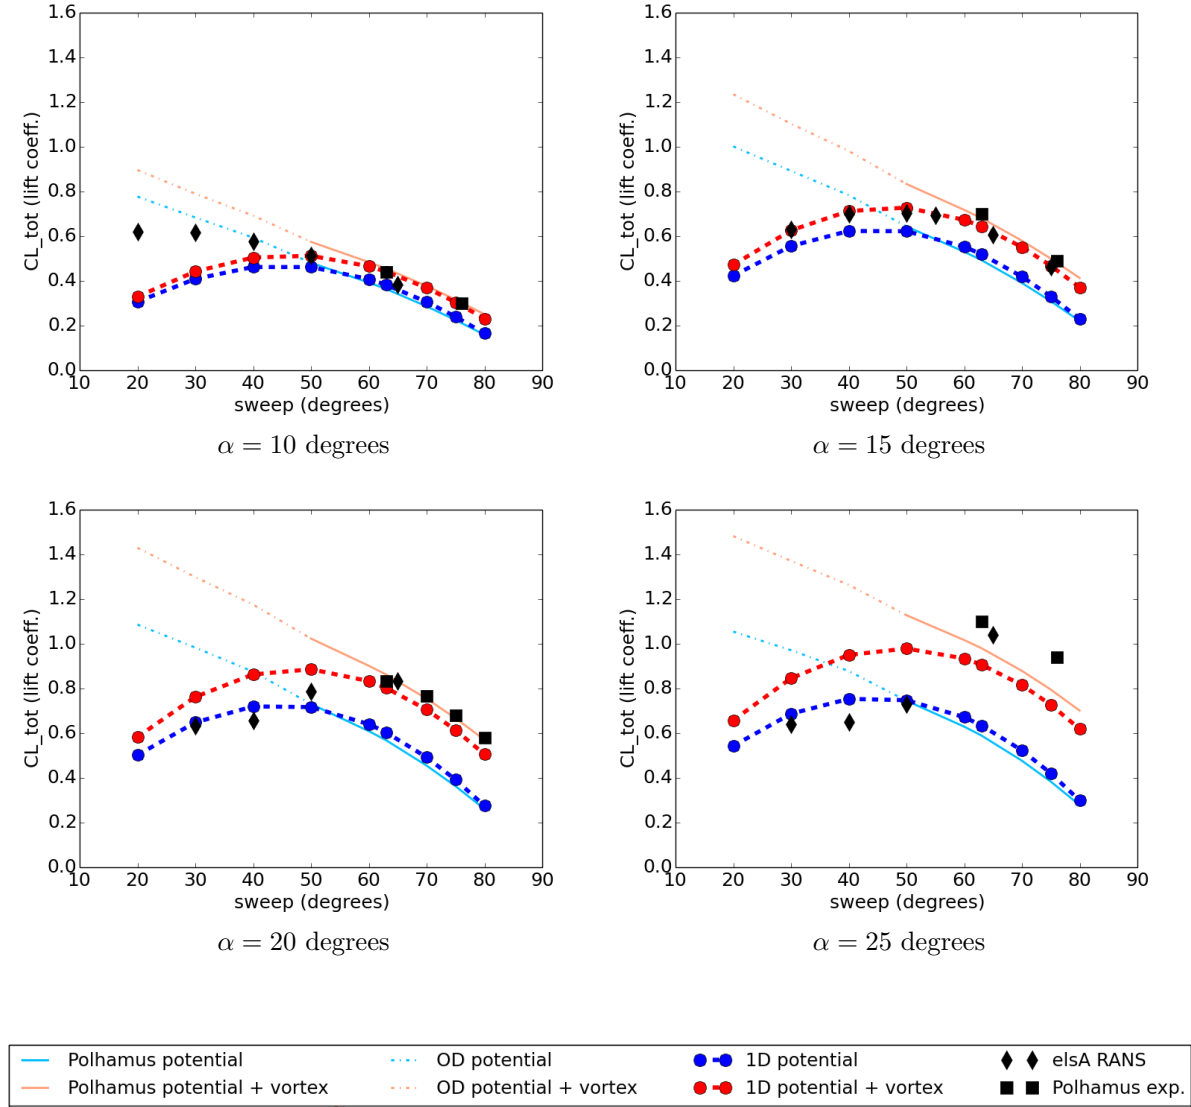 1.6
1.4
1.2
1.0
0.8
0.6
0.4
0.2
0.0
CL_tot (lift coeff.)
10 20 30 40 50 60 70 80 90
sweep (degrees)
α = 10 degrees
1.6
1.4
1.2
1.0
0.8
0.6
0.4
0.2
0.0
CL_tot (lift coeff.)
10 20 30 40 50 60 70 80 90
sweep (degrees)
α = 15 degrees
1.6
1.4
1.2
1.0
0.8
0.6
0.4
0.2
0.0
CL_tot (lift coeff.)
10 20 30 40 50 60 70 80 90
sweep (degrees)
α = 20 degrees
1.6
1.4
1.2
1.0
0.8
0.6
0.4
0.2
0.0
CL_tot (lift coeff.)
10 20 30 40 50 60 70 80 90
sweep (degrees)
α = 25 degrees
Polhamus potential
Polhamus potential + vortex
OD potential
OD potential + vortex
1D potential
1D potential + vortex
elsA RANS
Polhamus exp.